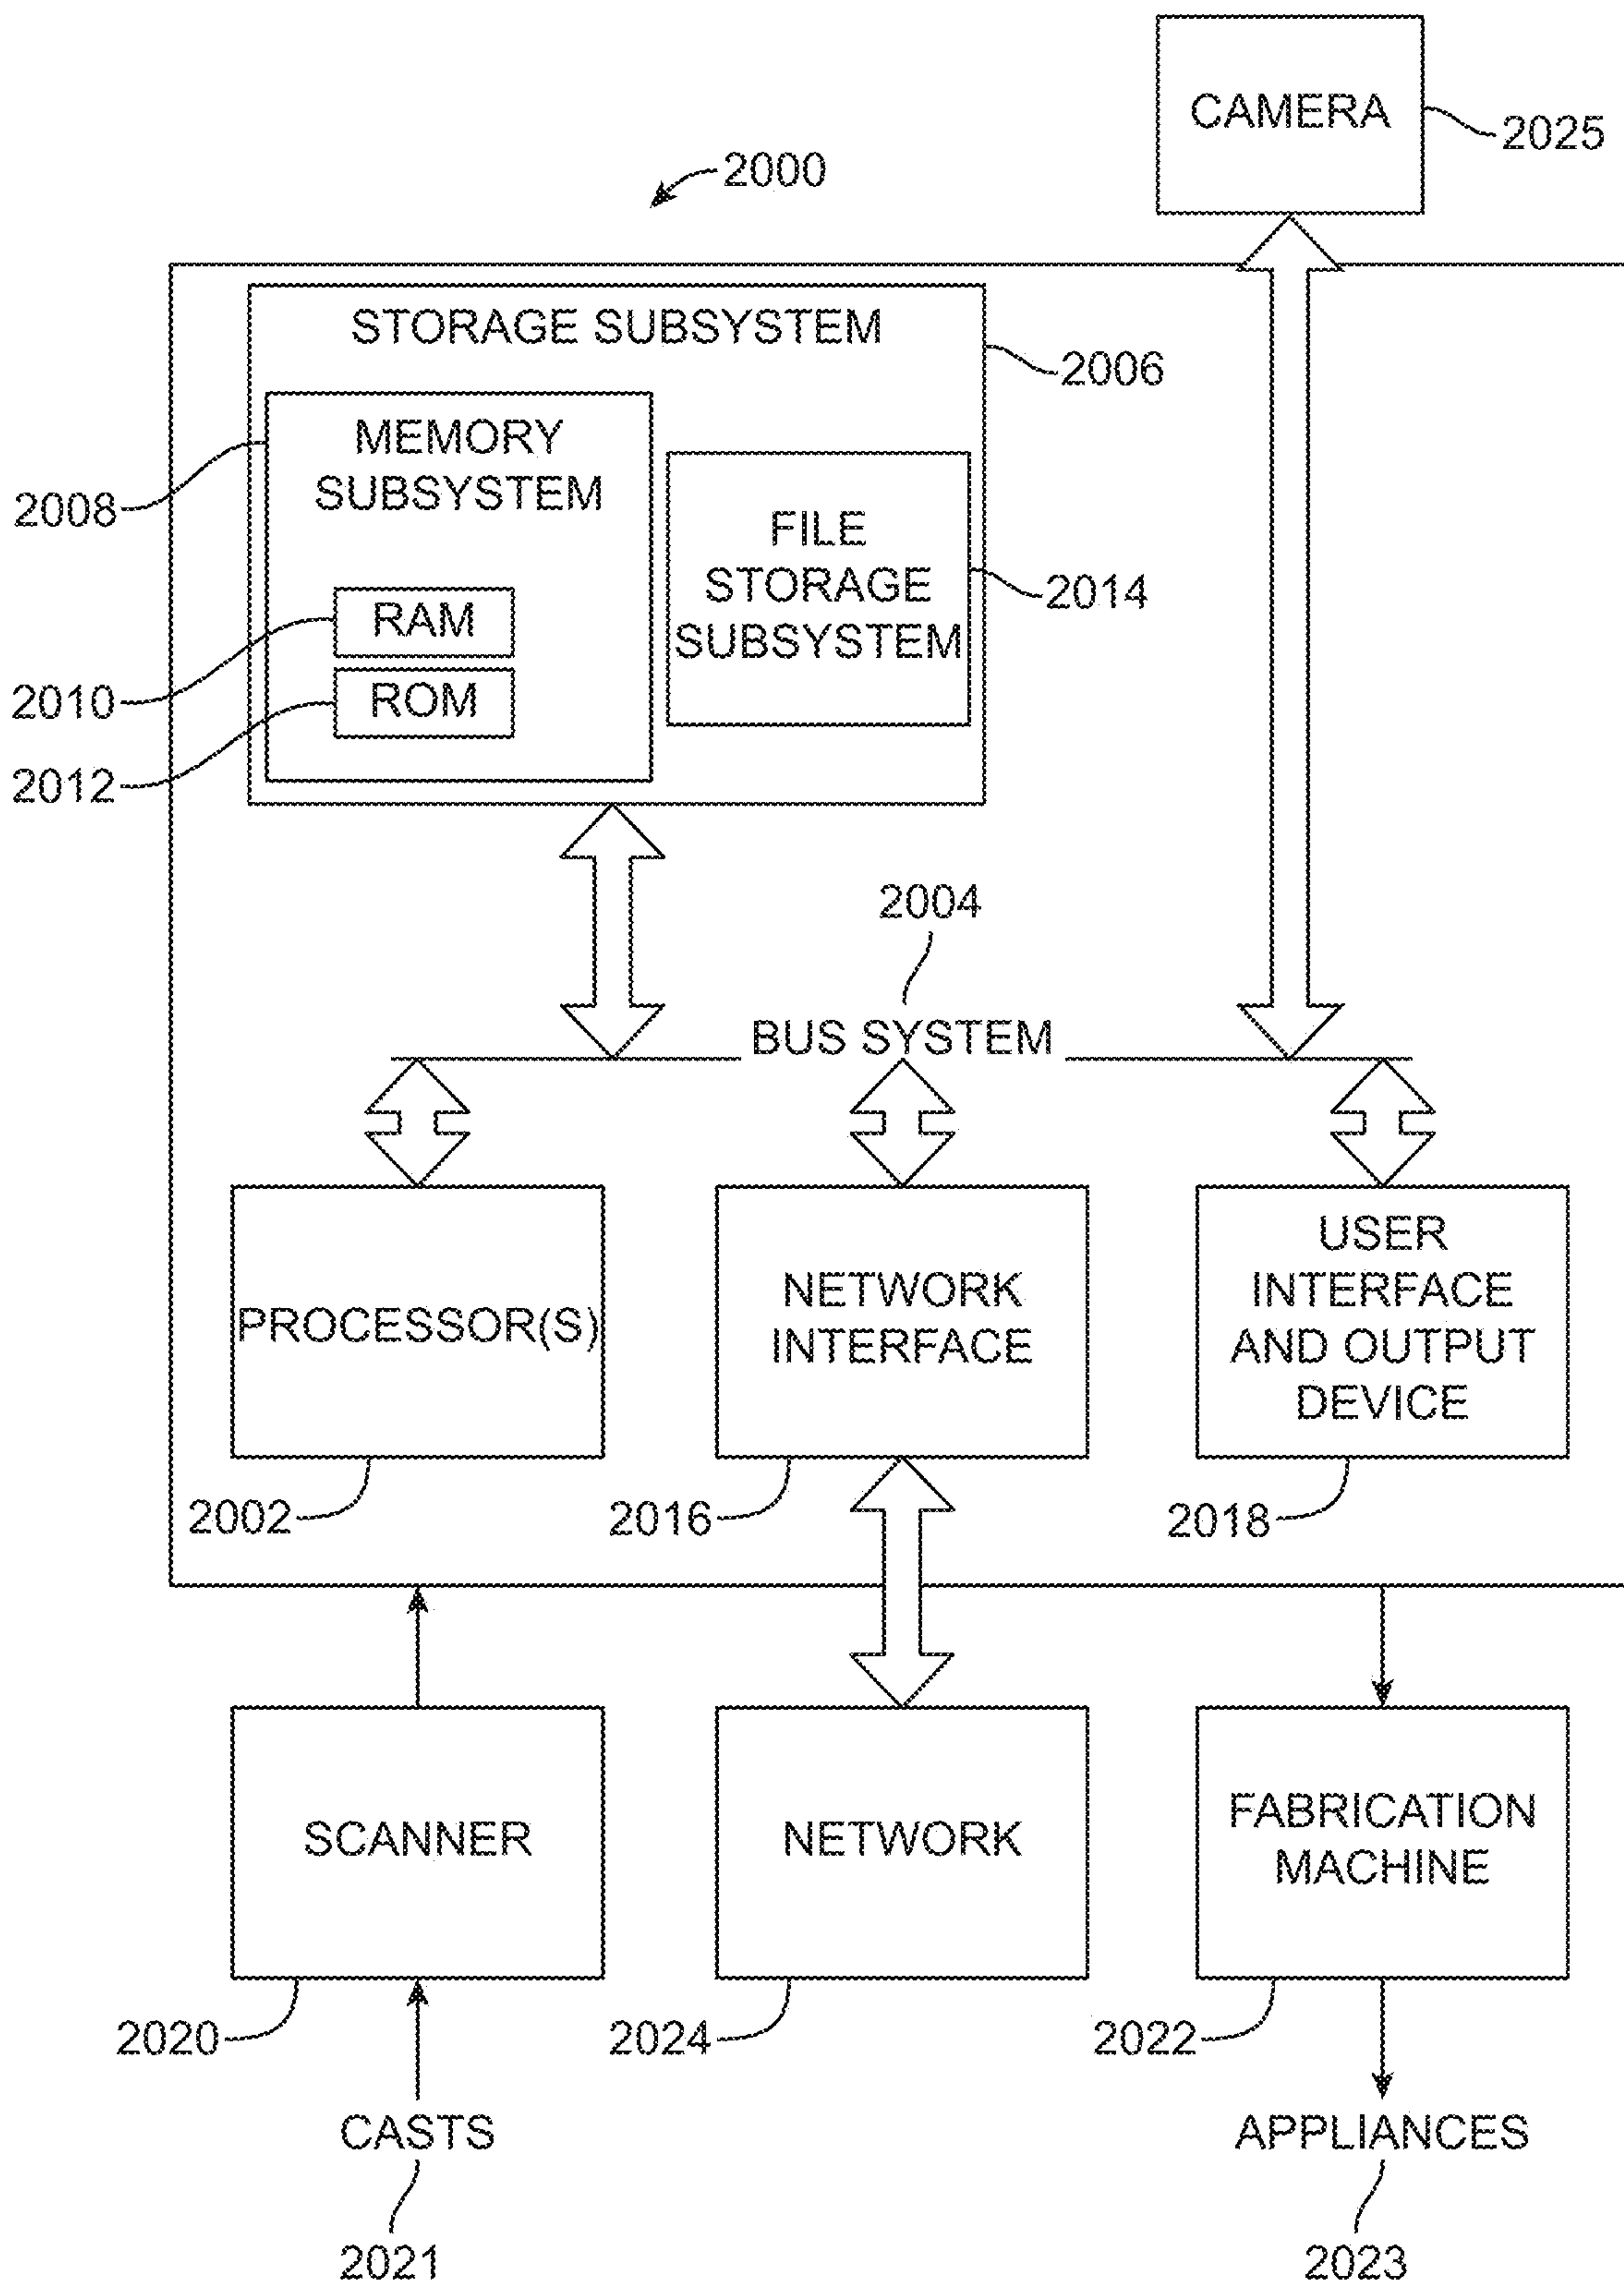 CAMERA
2025
2000
STORAGE SUBSYSTEM
2006
MEMORY
SUBSYSTEM
2008
FILE
STORAGE
SUBSYSTEM
2014
RAM
2010
ROM
2012
2004
BUS SYSTEM
PROCESSOR(S)
NETWORK
INTERFACE
USER
INTERFACE
AND OUTPUT
DEVICE
2002
2016
2018
SCANNER
NETWORK
FABRICATION
MACHINE
2020
2024
2022
CASTS
APPLIANCES
2021
2023